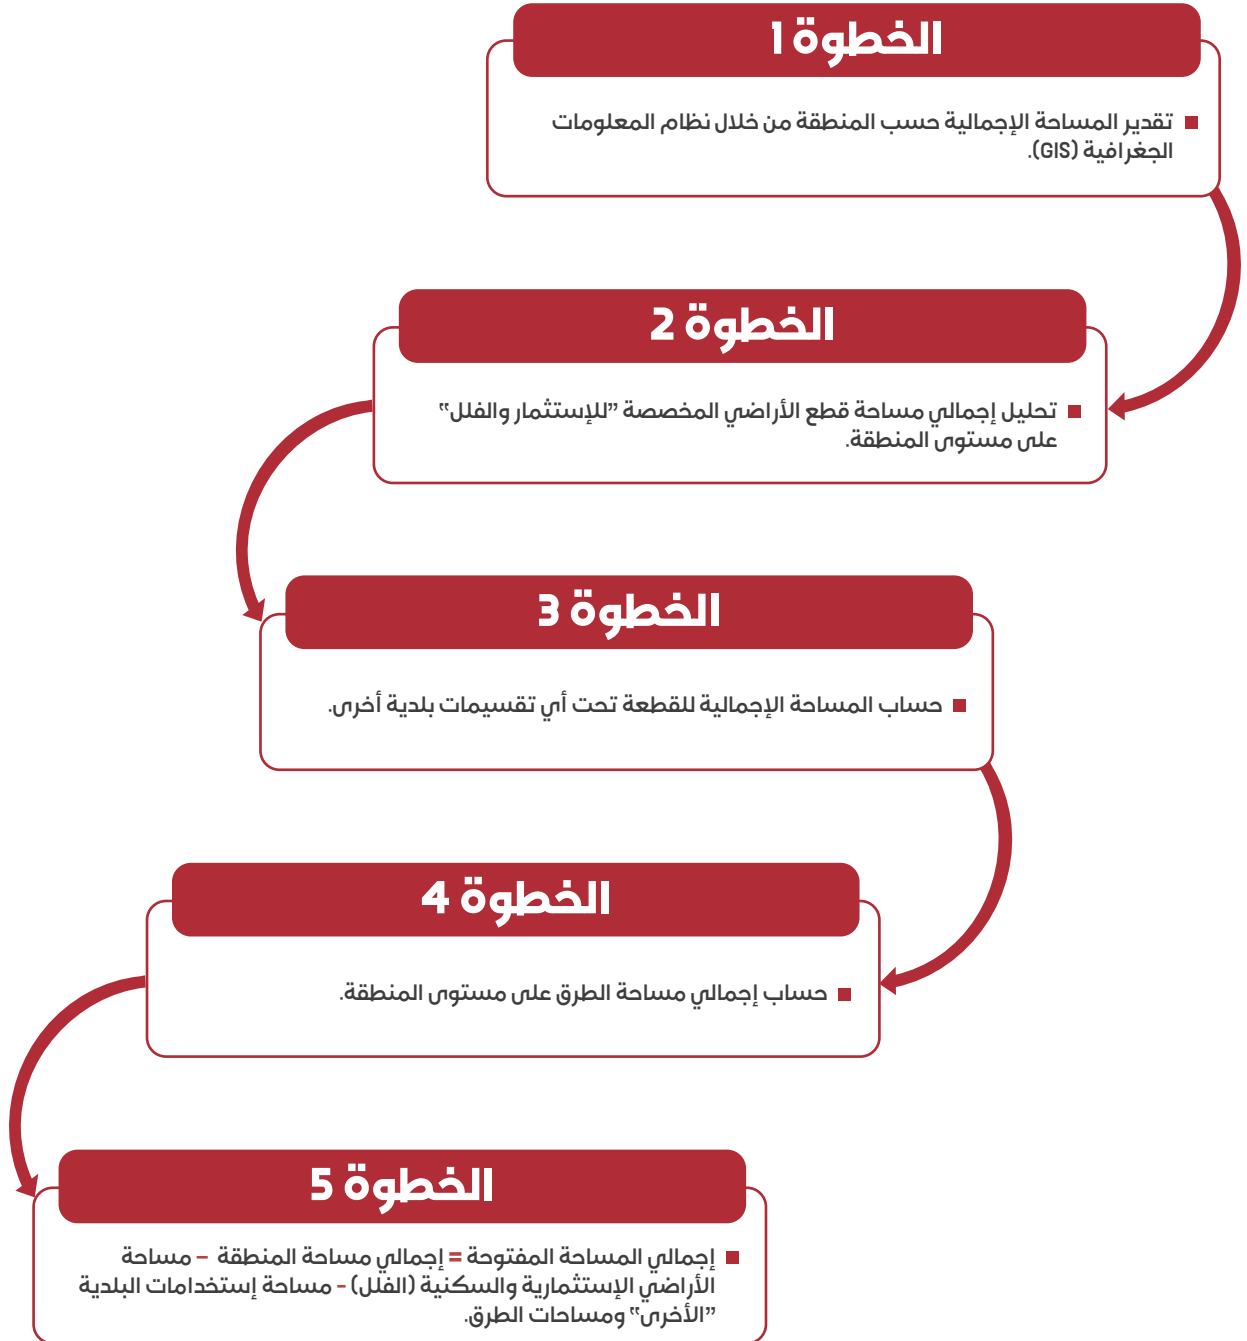 الخطوة 1
تقدير المساحة الإجمالية حسب المنطقة من خلال نظام المعلومات
الجغرافية (GIS).
الخطوة 2
تحليل إجمالي مساحة قطع الأراضي المخصصة ”للإستثمار والفلل“
على مستوى المنطقة.
الخطوة 3
حساب المساحة الإجمالية للقطعة تحت أي تقسيمات بلدية أخرى.
الخطوة 4
حساب إجمالي مساحة الطرق على مستوى المنطقة.
الخطوة 5
إجمالي المساحة المفتوحة = إجمالي مساحة المنطقة – مساحة
الأراضي الإستثمارية والسكنية (الفلل) - مساحة إستخدامات البلدية
”الأخرى“ ومساحات الطرق.